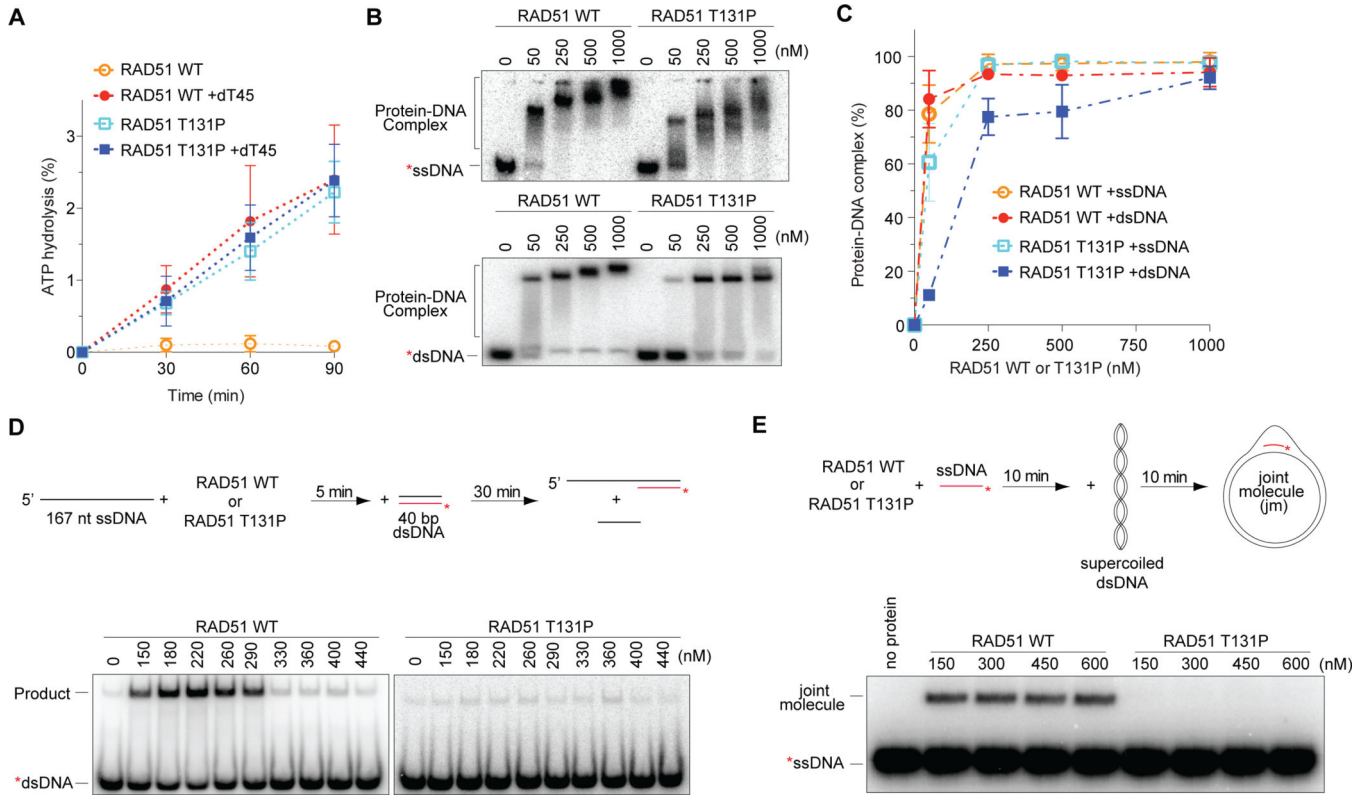 A
RAD51 WT
RAD51 WT +dT45
RAD51 T131P
RAD51 T131P +dT45
ATP hydrolysis (%)
3
2
1
0
0 30 60 90
Time (min)
B
RAD51 WT RAD51 T131P
0 50 250 500 1000 0 50 250 500 1000 (nM)
Protein-DNA
Complex
*ssDNA
RAD51 WT RAD51 T131P
0 50 250 500 1000 0 50 250 500 1000 (nM)
Protein-DNA
Complex
*dsDNA
C
Protein-DNA complex (%)
100
80
60
40
20
0
RAD51 WT +ssDNA
RAD51 WT +dsDNA
RAD51 T131P +ssDNA
RAD51 T131P +dsDNA
0 250 500 750 1000
RAD51 WT or T131P (nM)
D
5' 167 nt ssDNA + RAD51 WT
or
RAD51 T131P
5 min
+ 40 bp
dsDNA
*
30 min
5'
*
+
RAD51 WT RAD51 T131P
0 150 180 220 260 290 330 360 400 440 0 150 180 220 260 290 330 360 400 440 (nM)
Product
*dsDNA
E
RAD51 WT
or
RAD51 T131P
+ ssDNA
*
10 min
+
supercoiled
dsDNA
10 min
*
joint
molecule
(jm)
no protein
RAD51 WT RAD51 T131P
150 300 450 600 150 300 450 600 (nM)
joint
molecule
*ssDNA